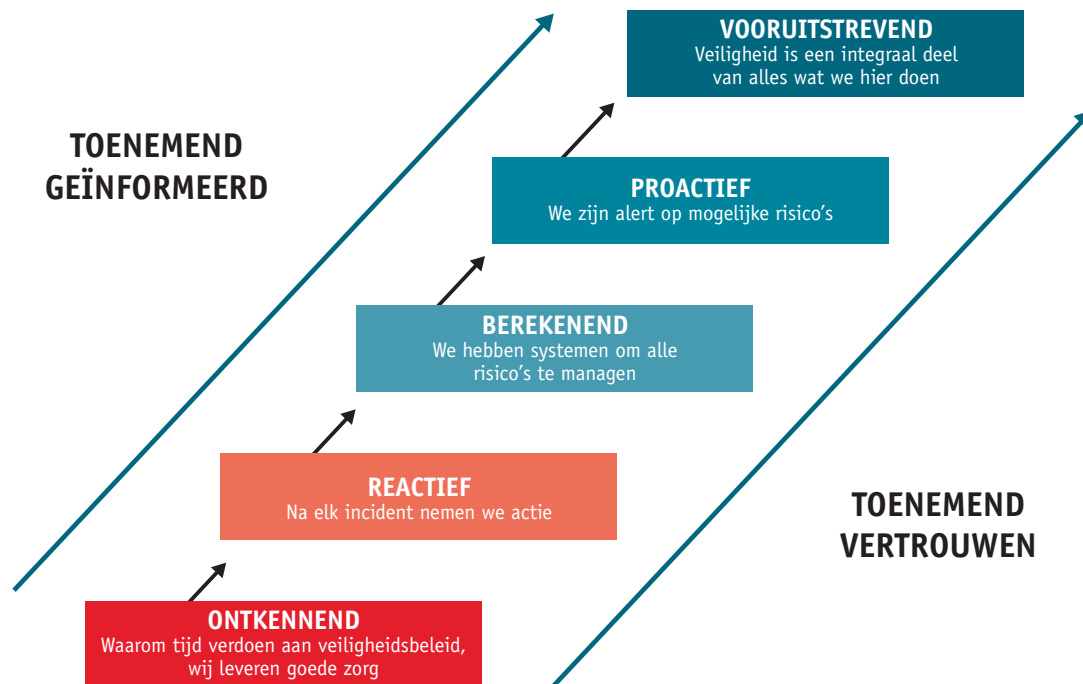 VOORUITSTREVEND
Veiligheid is een integraal deel
van alles wat we hier doen
TOENEMEND
GEÏNFORMEERD
PROACTIEF
We zijn alert op mogelijke risico's
BEREKENEND
We hebben systemen om alle
risico's te managen
REACTIEF
Na elk incident nemen we actie
TOENEMEND
VERTROUWEN
ONTKENNEND
Waarom tijd verdoen aan veiligheidsbeleid,
wij leveren goede zorg